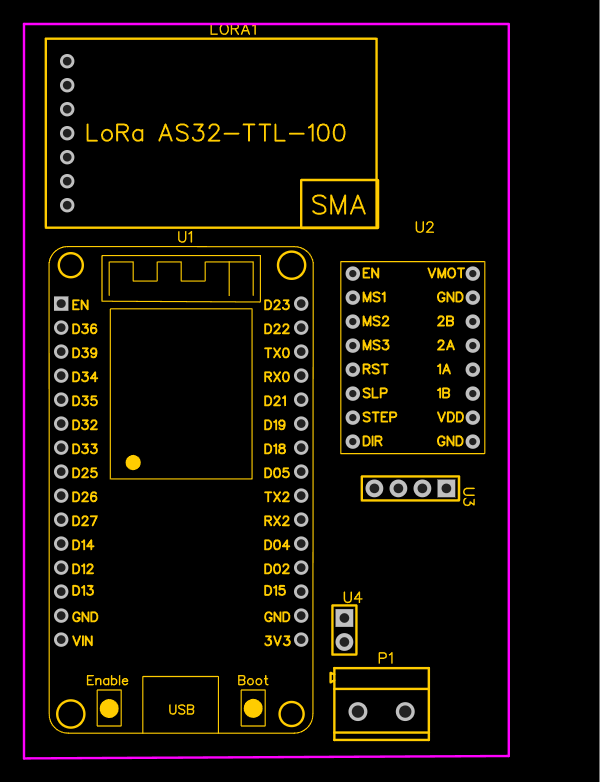 LORA1
LoRa AS32-TTL-100
SMA
U1
EN
D36
D39
D34
D35
D32
D33
D25
D26
D27
D14
D12
D13
GND
VIN
D23
D22
TX0
RX0
D21
D19
D18
D05
TX2
RX2
D04
D02
D15
GND
3V3
Enable
USB
Boot
U2
EN VMOT
MS1 GND
MS2 2B
MS3 2A
RST 1A
SLP 1B
STEP VDD
DIR GND
U3
U4
P1